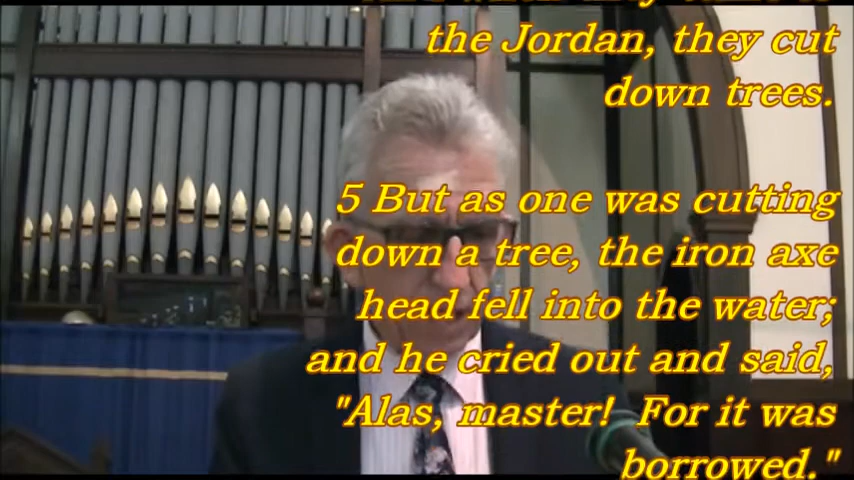 the Jordan, they cut
down trees.
5 But as one was cutting
down a tree, the iron axe
head fell into the water;
and he cried out and said,
"Alas, master!  For it was
borrowed."